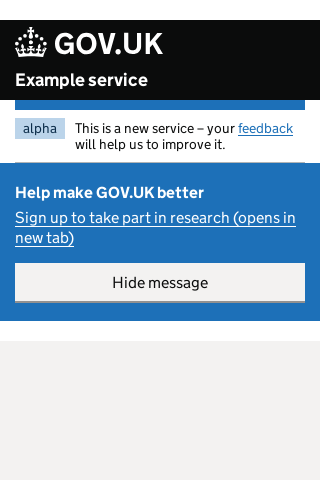 GOV.UK
Example service
alpha
This is a new service – your feedback
will help us to improve it.
Help make GOV.UK better
Sign up to take part in research (opens in
new tab)
Hide message